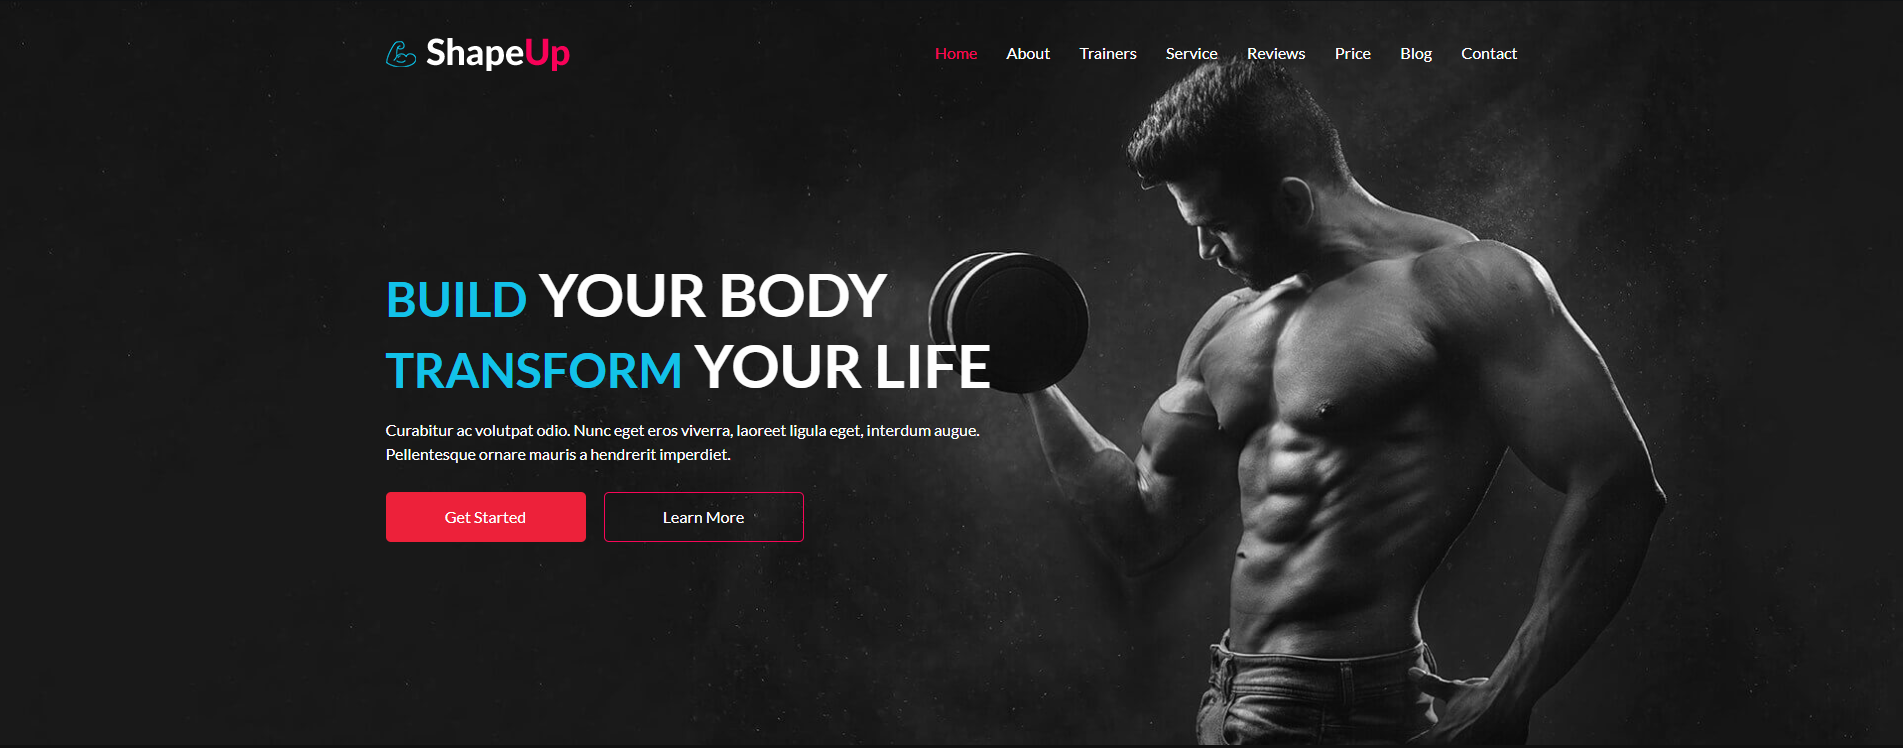 ShapeUp
Home About Trainers Service Reviews Price Blog Contact
BUILD YOUR BODY
TRANSFORM YOUR LIFE
Curabitur ac volutpat odio. Nunc eget eros viverra, laoreet ligula eget, interdum augue.
Pellentesque ornare mauris a hendrerit imperdiet.
Get Started
Learn More